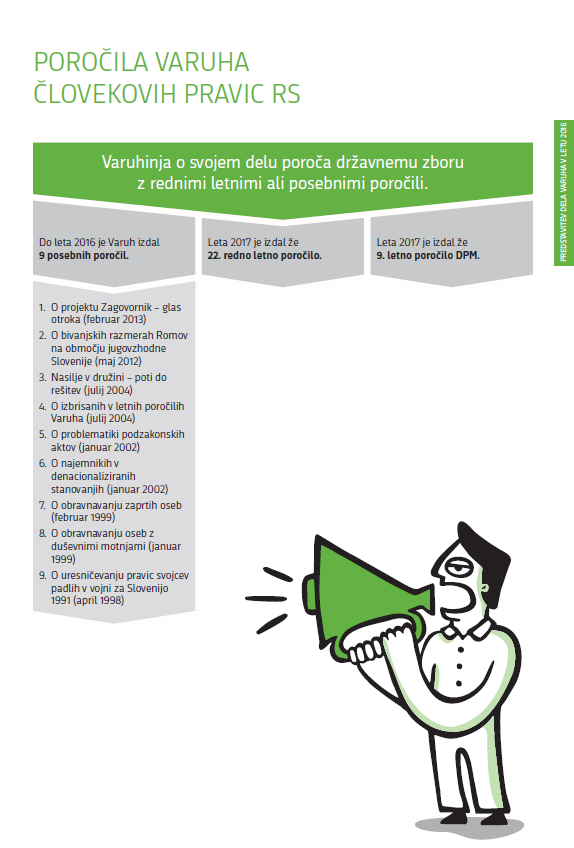 POROČILA VARUHA
ČLOVEKOVIH PRAVIC RS
PREDSTAVITEV DELA VARUHA V LETU 2016
Varuhinja o svojem delu poroča državnemu zboru
z rednimi letnimi ali posebnimi poročili.
Do leta 2016 je Varuh izdal
9 posebnih poročil.
Leta 2017 je izdal že
22. redno letno poročilo.
Leta 2017 je izdal že
9. letno poročilo DPM.
1. O projektu Zagovornik – glas
otroka (februar 2013)
2. O bivanjskih razmerah Romov
na območju jugovzhodne
Slovenije (maj 2012)
3. Nasilje v družini – poti do
rešitev (julij 2004)
4. O izbrisanih v letnih poročilih
Varuha (julij 2004)
5. O problematiki podzakonskih
aktov (januar 2002)
6. O najemnikih v
denacionaliziranih
stanovanjih (januar 2002)
7. O obravnavanju zaprtih oseb
(februar 1999)
8. O obravnavanju oseb z
duševnimi motnjami (januar
1999)
9. O uresničevanju pravic svojcev
padlih v vojni za Slovenijo
1991 (april 1998)